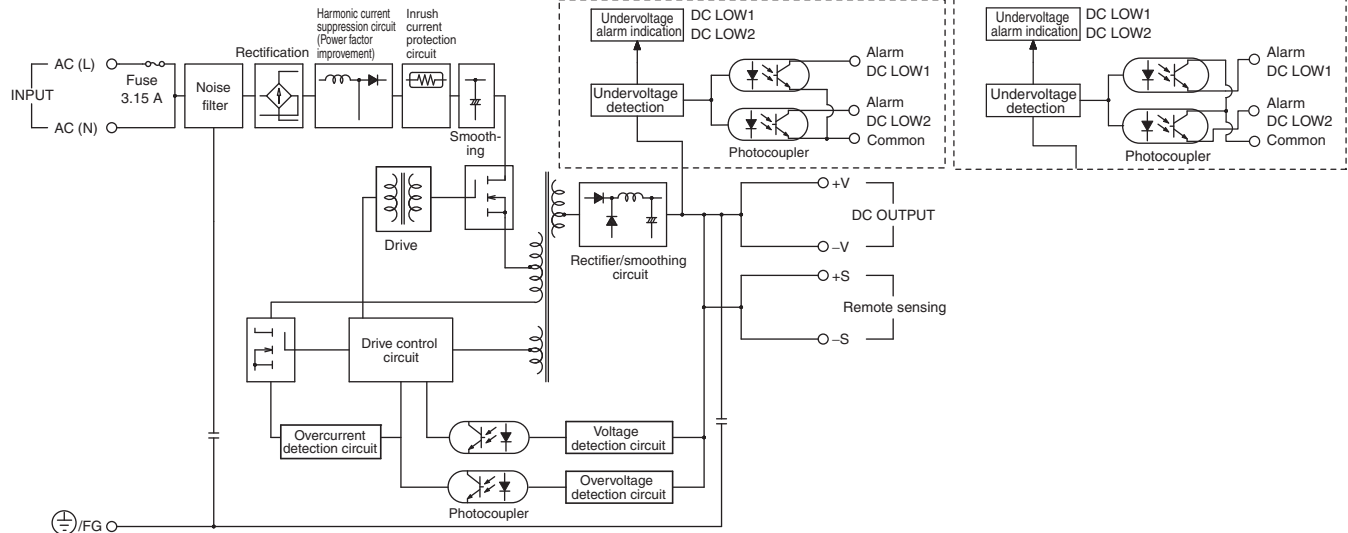 Harmonic current
suppression circuit
(Power factor
improvement)
Inrush
current
protection
circuit
Rectification
AC (L)
INPUT
AC (N)
Fuse
3.15 A
Noise
filter
Smooth-
ing
Undervoltage
alarm indication
DC LOW1
DC LOW2
Undervoltage
detection
Alarm
DC LOW1
Alarm
DC LOW2
Common
Photocoupler
Undervoltage
alarm indication
DC LOW1
DC LOW2
Undervoltage
detection
Alarm
DC LOW1
Alarm
DC LOW2
Common
Photocoupler
Drive
Rectifier/smoothing
circuit
+V
DC OUTPUT
–V
+S
Remote sensing
–S
Drive control
circuit
Overcurrent
detection circuit
Voltage
detection circuit
Overvoltage
detection circuit
Photocoupler
/FG